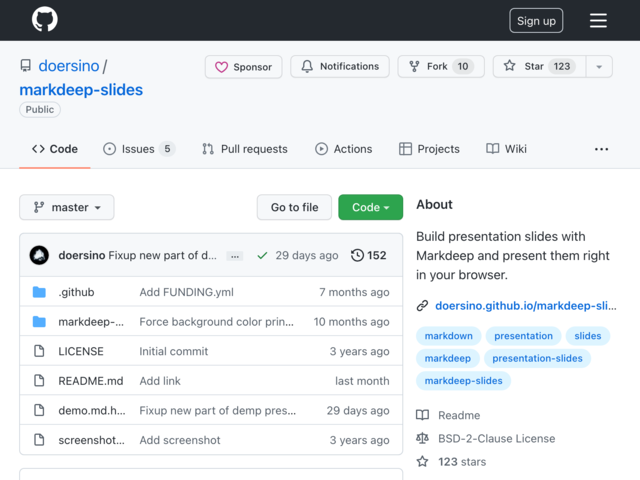 Sign up
doersino /
markdeep-slides
Public
Sponsor
Notifications
Fork 10
Star 123
Code
Issues 5
Pull requests
Actions
Projects
Wiki
...
master
Go to file
Code
About
Build presentation slides with
Markdeep and present them right
in your browser.
doersino.github.io/markdeep-sli...
markdown presentation slides
markdeep presentation-slides
markdeep-slides
Readme
BSD-2-Clause License
123 stars
doersino Fixup new part of d... ... 29 days ago 152
.github Add FUNDING.yml 7 months ago
markdeep-... Force background color prin... 10 months ago
LICENSE Initial commit 3 years ago
README.md Add link last month
demo.md.h... Fixup new part of demp pres... 29 days ago
screenshot... Add screenshot 3 years ago